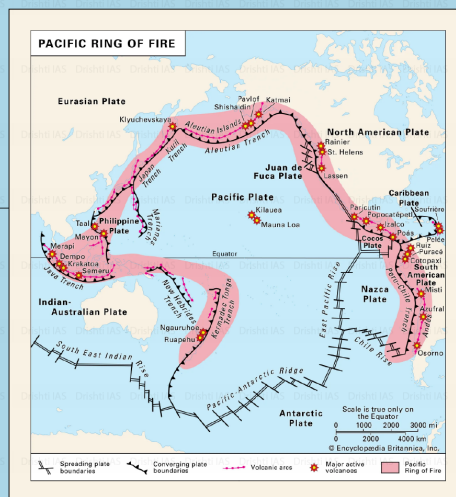 PACIFIC RING OF FIRE
Eurasian Plate
Klyuchevskaya
Pavlof
Katmai
Shishaldin
Aleutian Islands
Aleutian Trench
Kuril
Trench
Japan
Trench
North American Plate
Rainier
St. Helens
Lassen
Juan de
Fuca Plate
Pacific Plate
Kilauea
Mauna Loa
Mariana
Trench
Taal
Philippine
Plate
Mayon
Merapi
Dempo
Krakatoa
Semeru
Java Trench
Equator
Paricutín
Popocatépetl
Izalco
Poás
Caribbean
Plate
Soufrière
Pelée
Cocos
Plate
Ruiz
Puracé
Cotopaxi
South
American
Plate
Misti
Azufral
Andes
Osorno
Nazca
Plate
Peru-Chile Trench
Chile Rise
East Pacific Rise
Indian-
Australian Plate
New Hebrides
Trench
Kermadec Tonga
Trench
Ngauruhoe
Ruapehu
South East Indian
Rise
Pacific-Antarctic Ridge
Antarctic
Plate
Scale is true only on
the Equator
0 1000 2000 3000 mi
0 2000 4000 km
© Encyclopædia Britannica, Inc.
Spreading plate
boundaries
Converging plate
boundaries
Volcanic arcs
Major active
volcanoes
Pacific
Ring of Fire
Drishti IAS